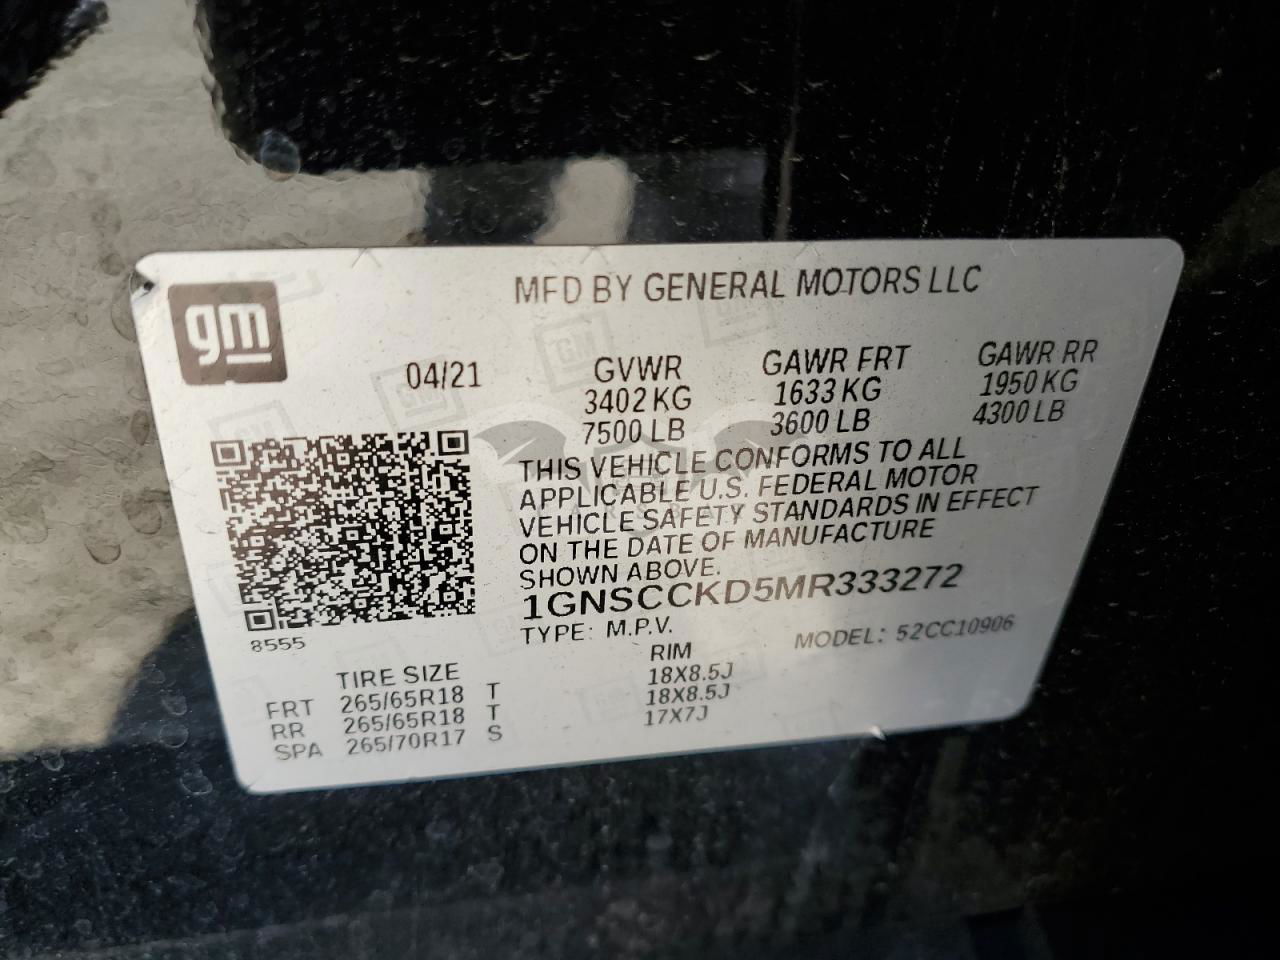 gm
MFD BY GENERAL MOTORS LLC
04/21 GVWR GAWR FRT GAWR RR
3402 KG 1633 KG 1950 KG
7500 LB 3600 LB 4300 LB
THIS VEHICLE CONFORMS TO ALL
APPLICABLE U.S. FEDERAL MOTOR
VEHICLE SAFETY STANDARDS IN EFFECT
ON THE DATE OF MANUFACTURE
SHOWN ABOVE.
1GNSCCKD5MR333272
TYPE: M.P.V. MODEL: 52CC10906
8555
TIRE SIZE RIM
FRT 265/65R18 T 18X8.5J
RR 265/65R18 T 18X8.5J
SPA 265/70R17 S 17X7J